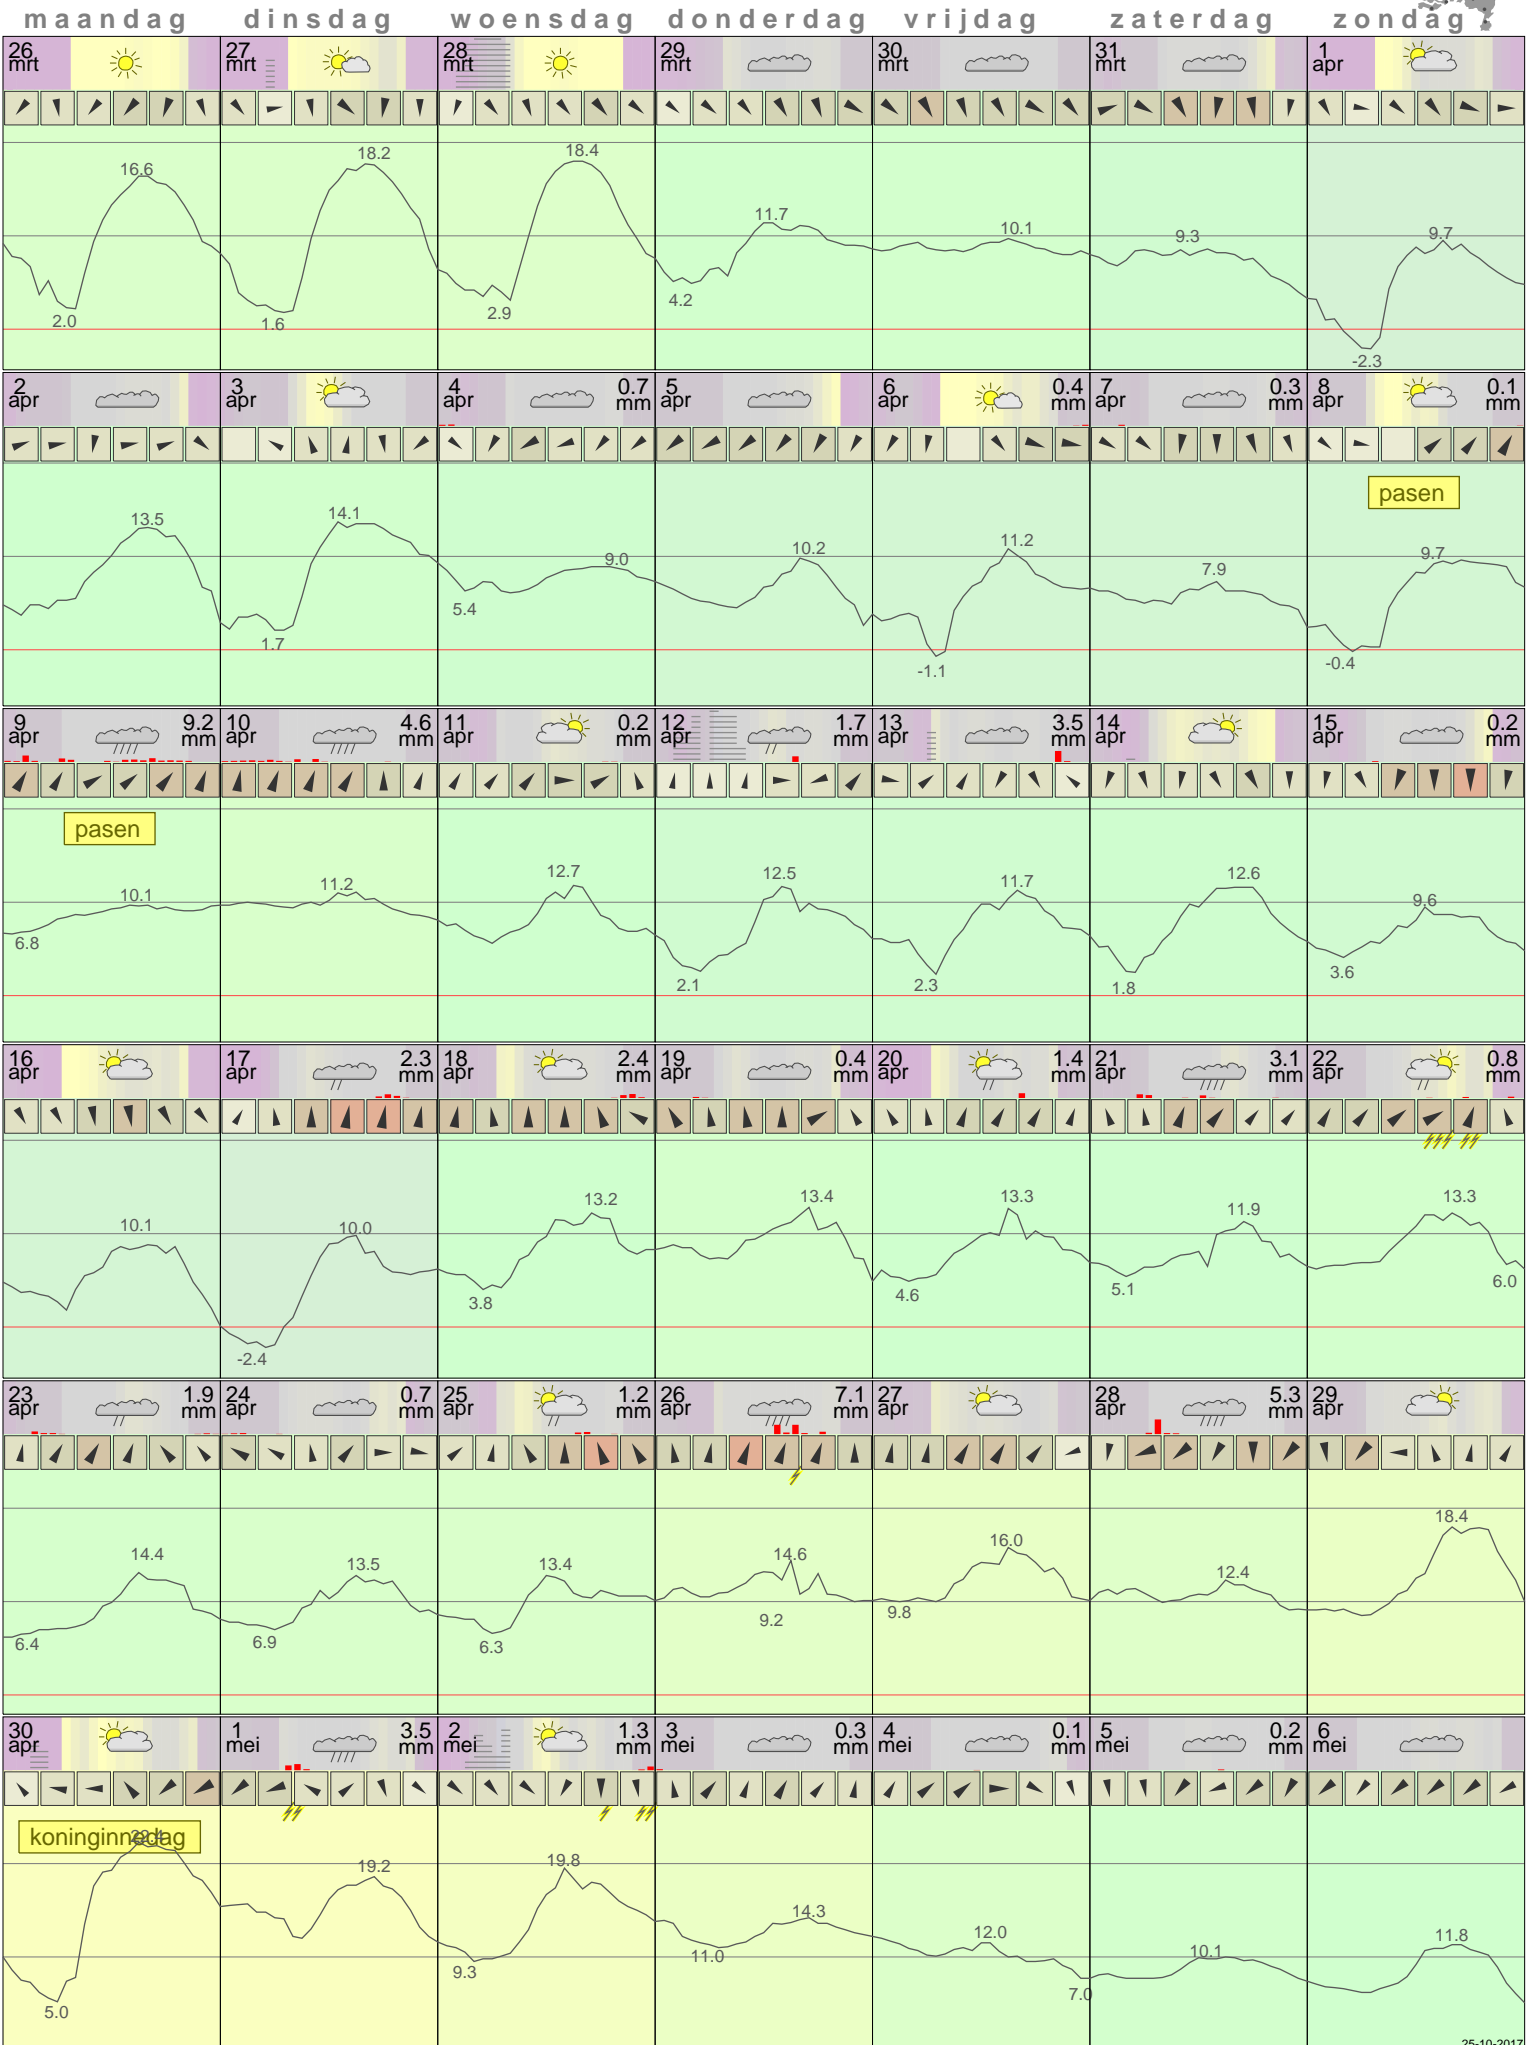 maandag dinsdag woensdag donderdag vrijdag zaterdag zondag
26 27 28 29 30 31 1
mrt mrt mrt mrt mrt mrt apr
16.6 18.2 18.4 11.7 10.1 9.3 9.7
2.0 1.6 2.9 4.2 -2.3
2 3 4 0.7 5 6 0.4 7 0.3 8 0.1
apr apr apr mm apr apr mm apr mm apr mm
pasen
13.5 14.1 9.0 10.2 11.2 7.9 9.7
1.7 5.4 -1.1 -0.4
9 9.2 10 4.6 11 0.2 12 1.7 13 3.5 14 15 0.2
apr mm apr mm apr mm apr mm apr mm apr apr mm
pasen
10.1 11.2 12.7 12.5 11.7 12.6 9.6
6.8 2.1 2.3 1.8 3.6
16 17 2.3 18 2.4 19 0.4 20 1.4 21 3.1 22 0.8
apr apr mm apr mm apr mm apr mm apr mm apr mm
10.1 10.0 13.2 13.4 13.3 11.9 13.3
-2.4 3.8 4.6 5.1 6.0
23 1.9 24 0.7 25 1.2 26 7.1 27 28 5.3 29
apr mm apr mm apr mm apr mm apr apr mm apr
14.4 13.5 13.4 14.6 16.0 12.4 18.4
6.4 6.9 6.3 9.2 9.8
30 1 3.5 2 1.3 3 0.3 4 0.1 5 0.2 6
apr mei mm mei mm mei mm mei mm mei mm mei
koninginnedag
22.4 19.2 19.8 14.3 12.0 10.1 11.8
5.0 9.3 11.0 7.0
25-10-2017